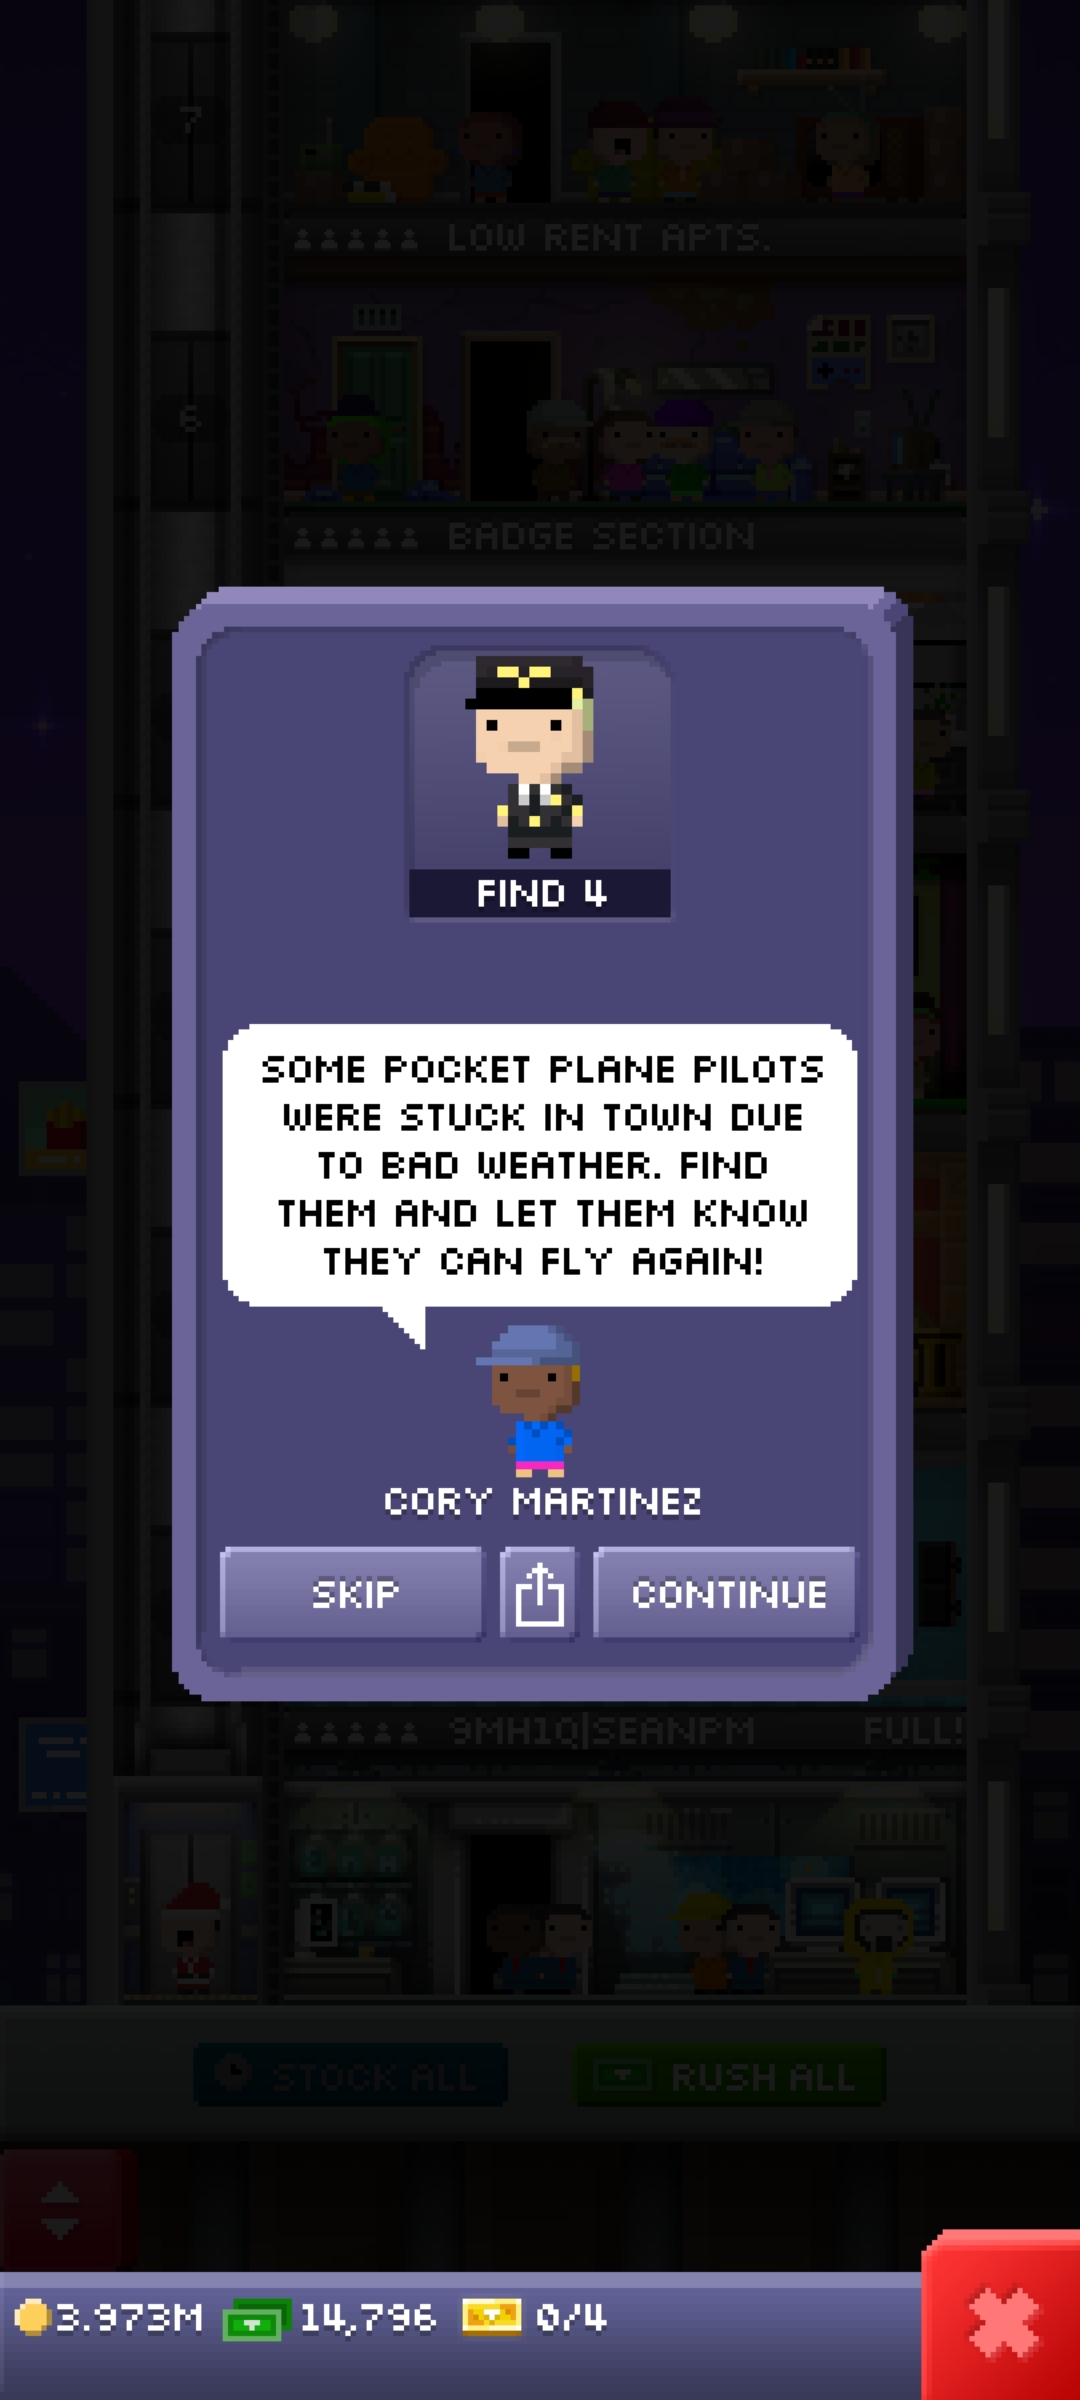 7
LOW RENT APTS.
6
BADGE SECTION
FIND 4
SOME POCKET PLANE PILOTS
WERE STUCK IN TOWN DUE
TO BAD WEATHER. FIND
THEM AND LET THEM KNOW
THEY CAN FLY AGAIN!
CORY MARTINEZ
SKIP
CONTINUE
9MH1Q|SEANPM FULL!
STOCK ALL
RUSH ALL
3.973M 14,796 0/4